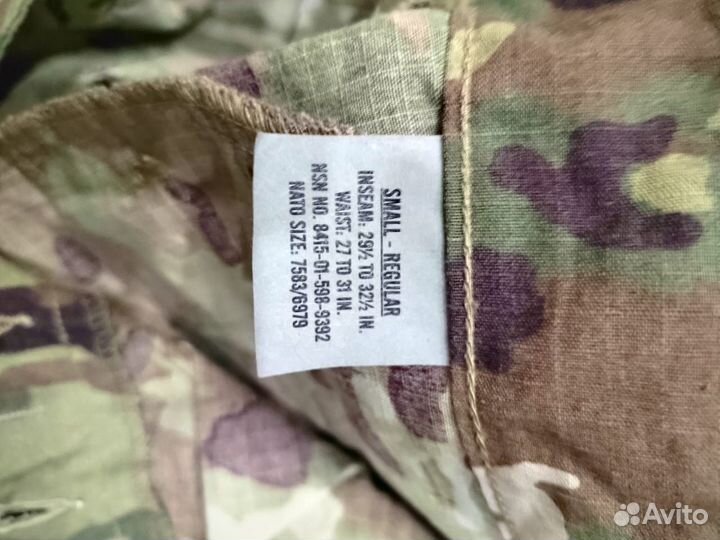 SMALL - REGULAR
INSEAM: 29½ TO 32½ IN.
WAIST: 27 TO 31 IN.
NSN NO. 8415-01-598-9392
NATO SIZE: 7583/6979
Avito